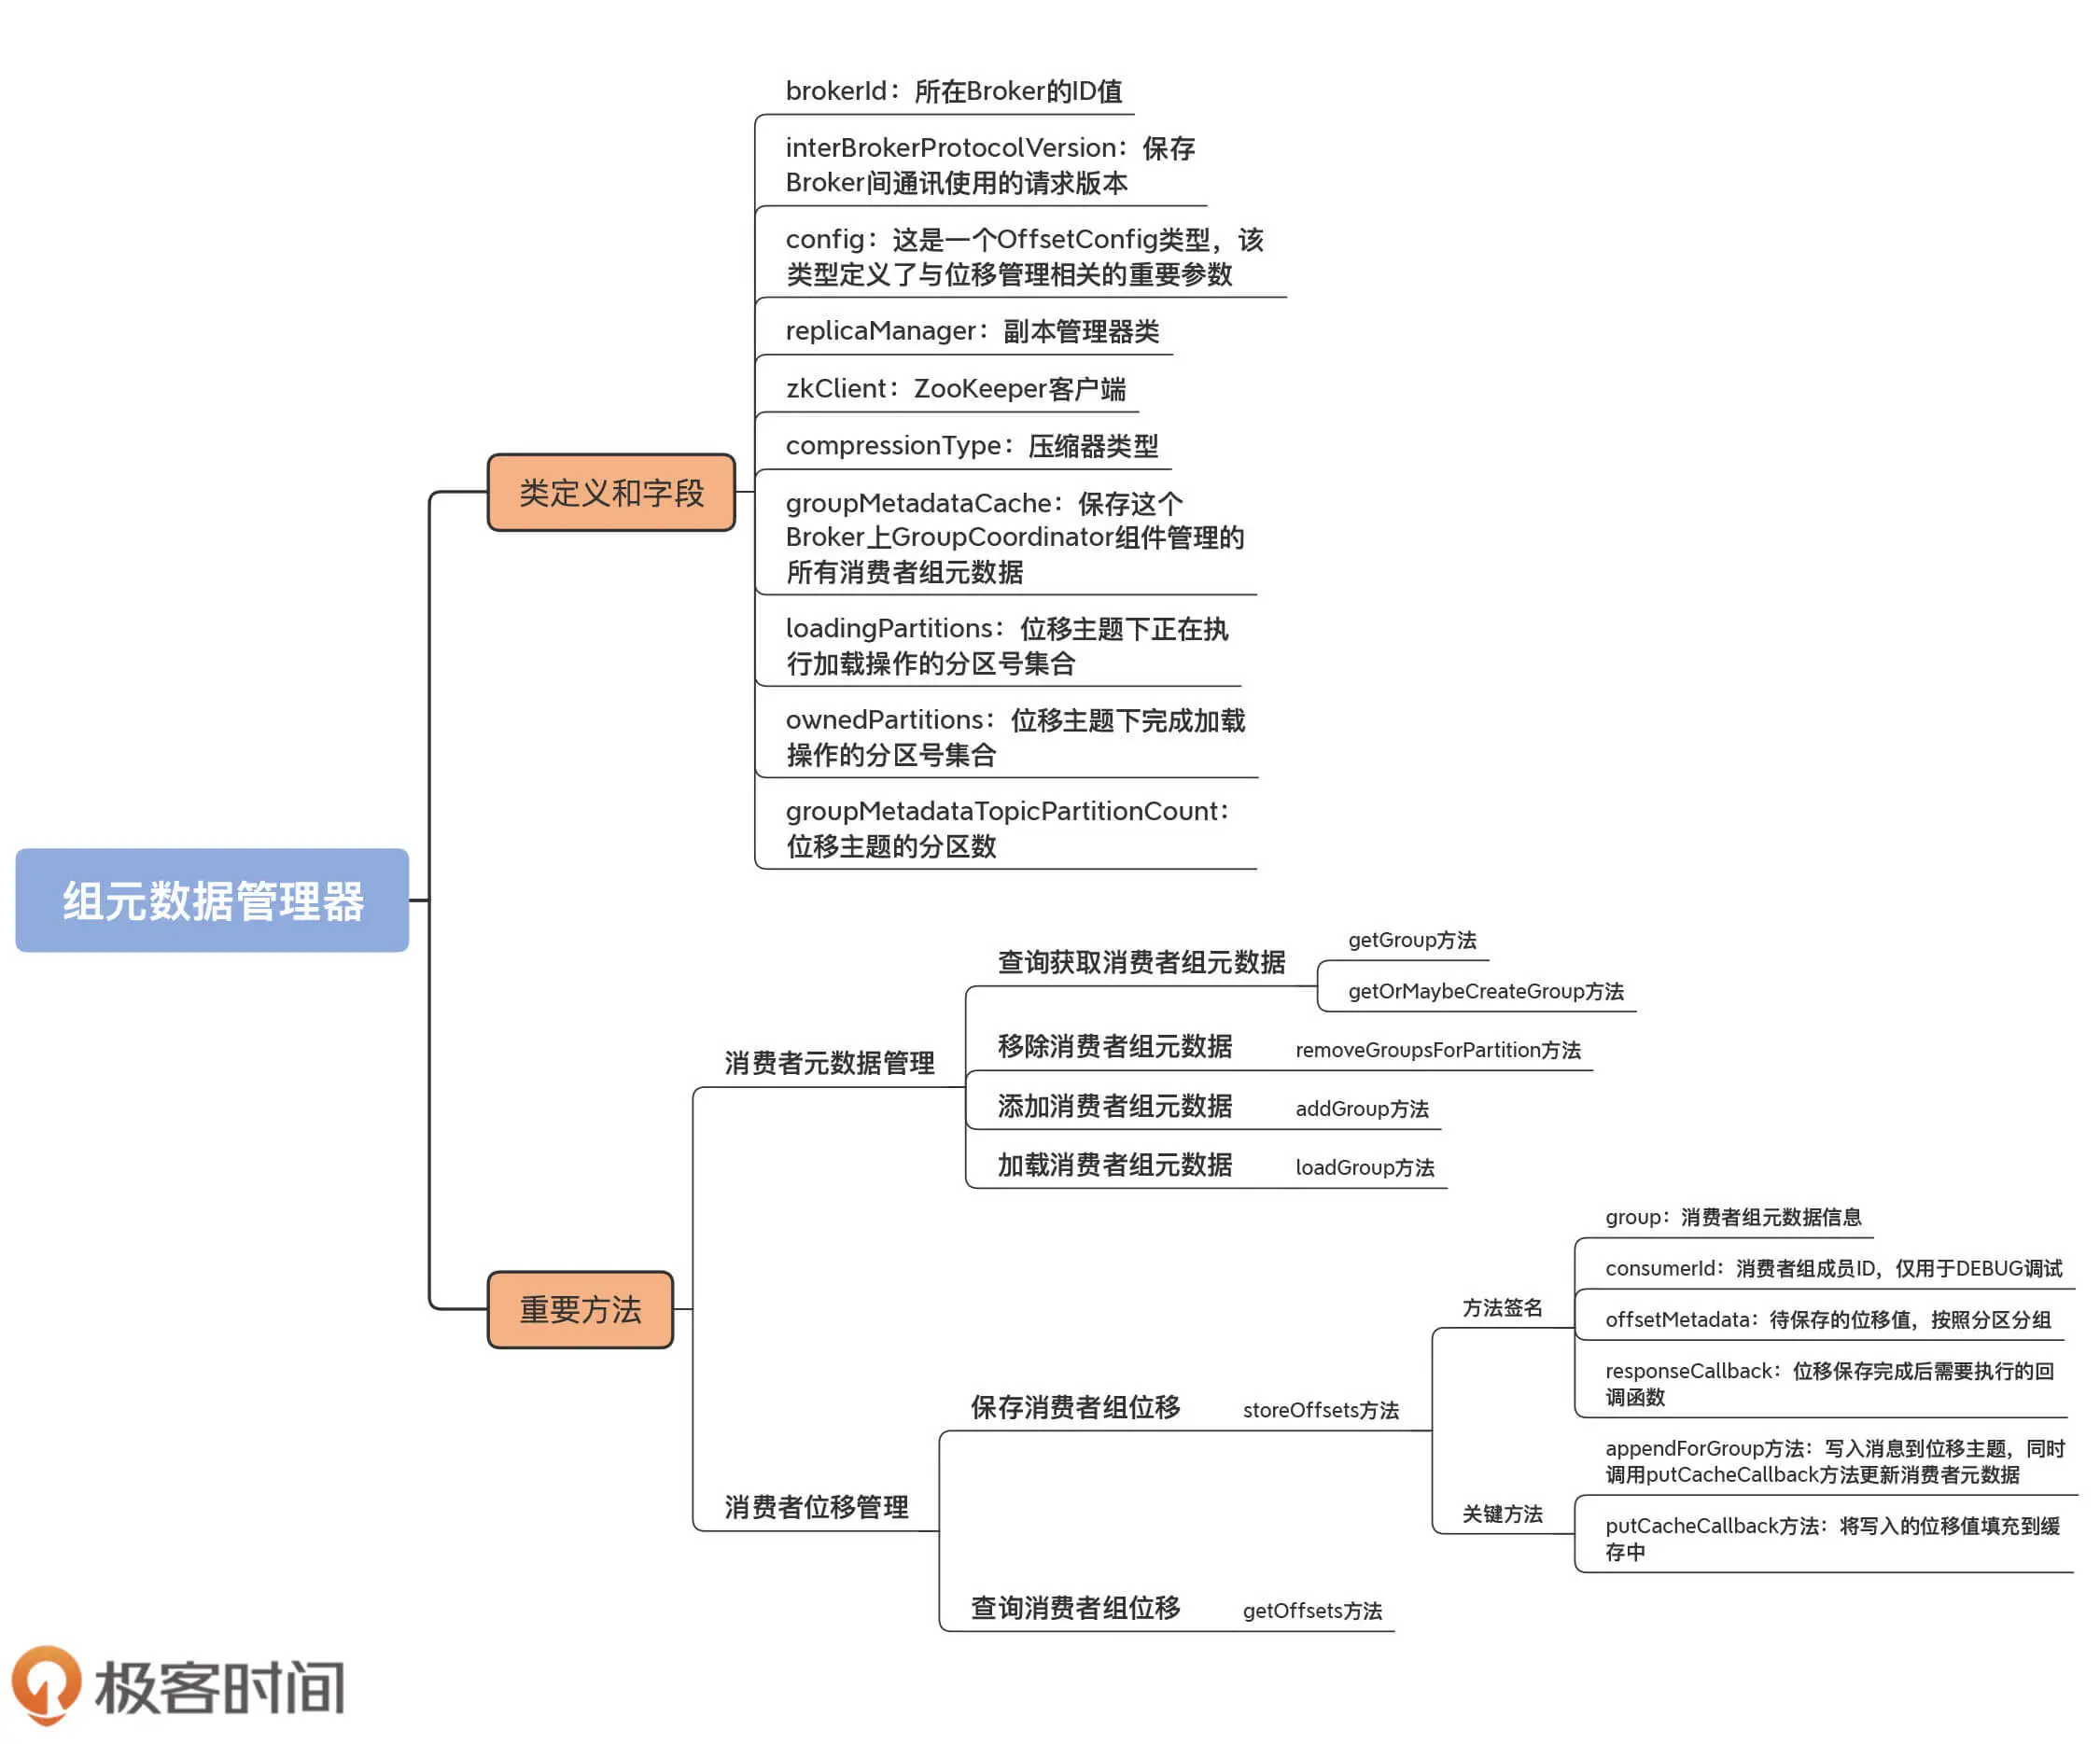 brokerId：所在Broker的ID值
interBrokerProtocolVersion：保存
Broker间通讯使用的请求版本
config：这是一个OffsetConfig类型，该
类型定义了与位移管理相关的重要参数
replicaManager：副本管理器类
zkClient：ZooKeeper客户端
compressionType：压缩器类型
类定义和字段
groupMetadataCache：保存这个
Broker上GroupCoordinator组件管理的
所有消费者组元数据
loadingPartitions：位移主题下正在执
行加载操作的分区号集合
ownedPartitions：位移主题下完成加载
操作的分区号集合
groupMetadataTopicPartitionCount：
位移主题的分区数
组元数据管理器
重要方法
消费者元数据管理
查询获取消费者组元数据
getGroup方法
getOrMaybeCreateGroup方法
移除消费者组元数据
removeGroupsForPartition方法
添加消费者组元数据
addGroup方法
加载消费者组元数据
loadGroup方法
消费者位移管理
保存消费者组位移
storeOffsets方法
方法签名
group：消费者组元数据信息
consumerId：消费者组成员ID，仅用于DEBUG调试
offsetMetadata：待保存的位移值，按照分区分组
responseCallback：位移保存完成后需要执行的回
调函数
关键方法
appendForGroup方法：写入消息到位移主题，同时
调用putCacheCallback方法更新消费者元数据
putCacheCallback方法：将写入的位移值填充到缓
存中
查询消费者组位移
getOffsets方法
极客时间